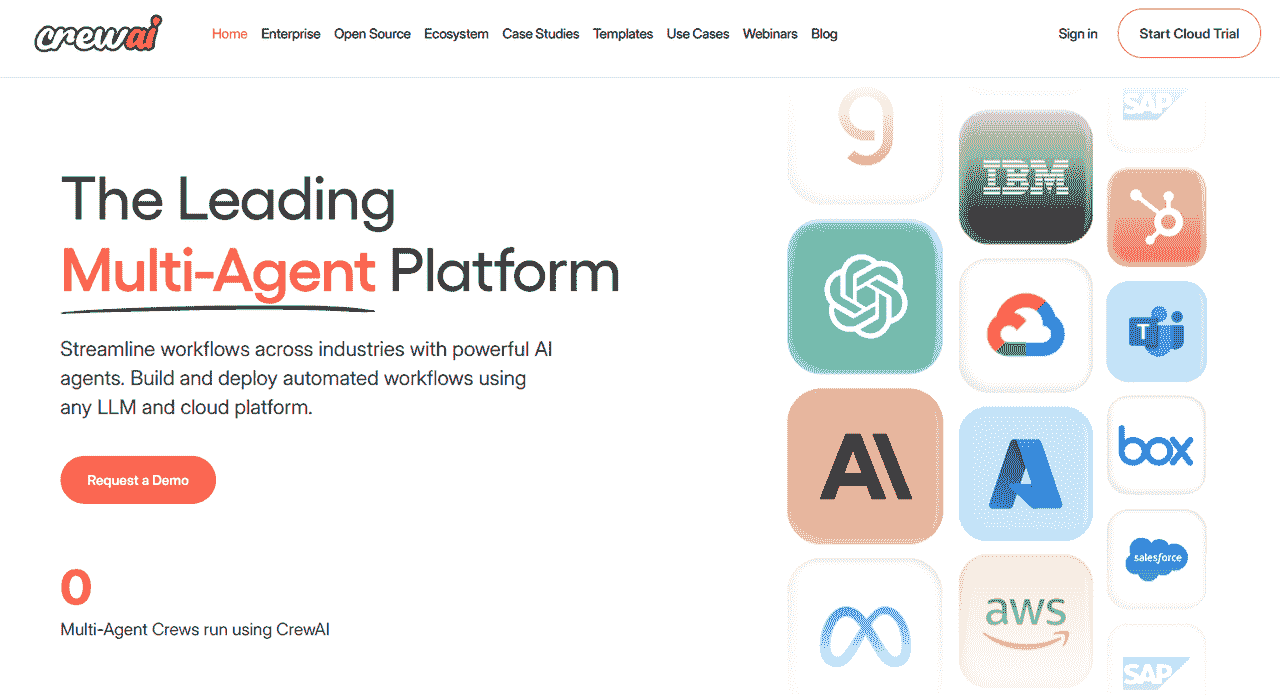 crewai
Home Enterprise Open Source Ecosystem Case Studies Templates Use Cases Webinars Blog
Sign in
Start Cloud Trial
The Leading
Multi-Agent Platform
Streamline workflows across industries with powerful AI
agents. Build and deploy automated workflows using
any LLM and cloud platform.
Request a Demo
0
Multi-Agent Crews run using CrewAI
g
IBM
SAP
T
box
salesforce
aws
SAP